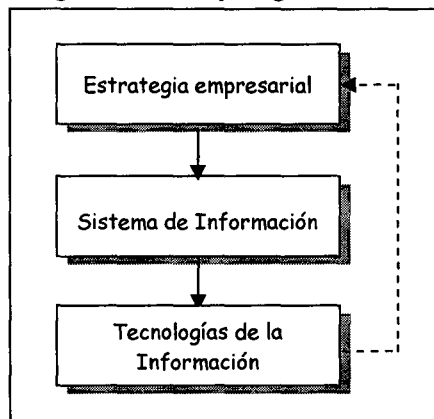 Estrategia empresarial
Sistema de Información
Tecnologías de la
Información